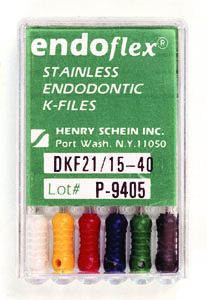 endoflex®
STAINLESS
ENDODONTIC
K-FILES
HENRY SCHEIN INC.
Port Wash. N.Y.11050
DKF21/15-40
Lot# P-9405